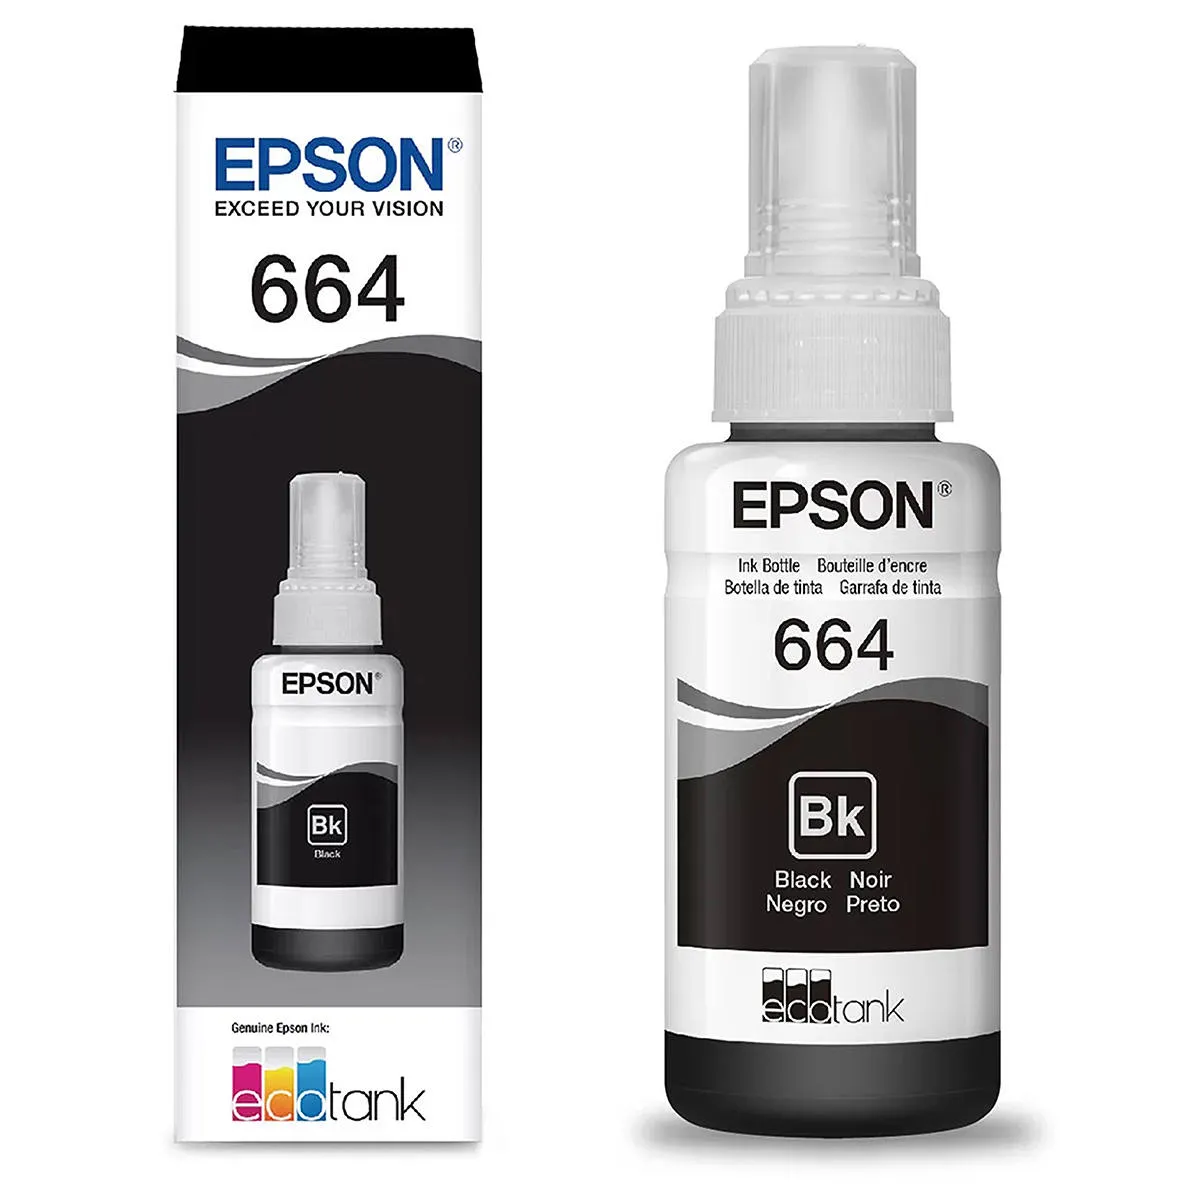 EPSON®
EXCEED YOUR VISION
664
EPSON®
Bk
Black
Genuine Epson Ink:
ecotank
EPSON®
Ink Bottle Bouteille d'encre
Botella de tinta Garrafa de tinta
664
Bk
Black Noir
Negro Preto
ecotank